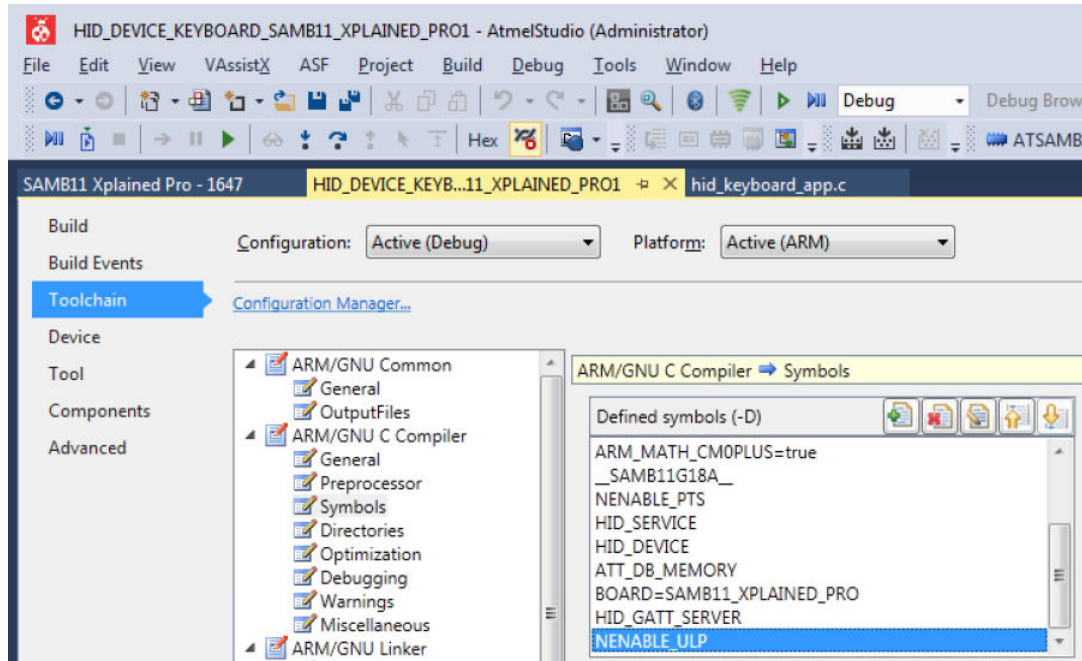 HID_DEVICE_KEYBOARD_SAMB11_XPLAINED_PRO1 - AtmelStudio (Administrator)
File Edit View VAssistX ASF Project Build Debug Tools Window Help
Debug Debug Brow
Hex ATSAMB
SAMB11 Xplained Pro - 1647 HID_DEVICE_KEYB...11_XPLAINED_PRO1 hid_keyboard_app.c
Build
Build Events
Toolchain
Device
Tool
Components
Advanced
Configuration: Active (Debug) Platform: Active (ARM)
Configuration Manager...
ARM/GNU Common
General
OutputFiles
ARM/GNU C Compiler
General
Preprocessor
Symbols
Directories
Optimization
Debugging
Warnings
Miscellaneous
ARM/GNU Linker
ARM/GNU C Compiler Symbols
Defined symbols (-D)
ARM_MATH_CM0PLUS=true
__SAMB11G18A__
NENABLE_PTS
HID_SERVICE
HID_DEVICE
ATT_DB_MEMORY
BOARD=SAMB11_XPLAINED_PRO
HID_GATT_SERVER
NENABLE_ULP